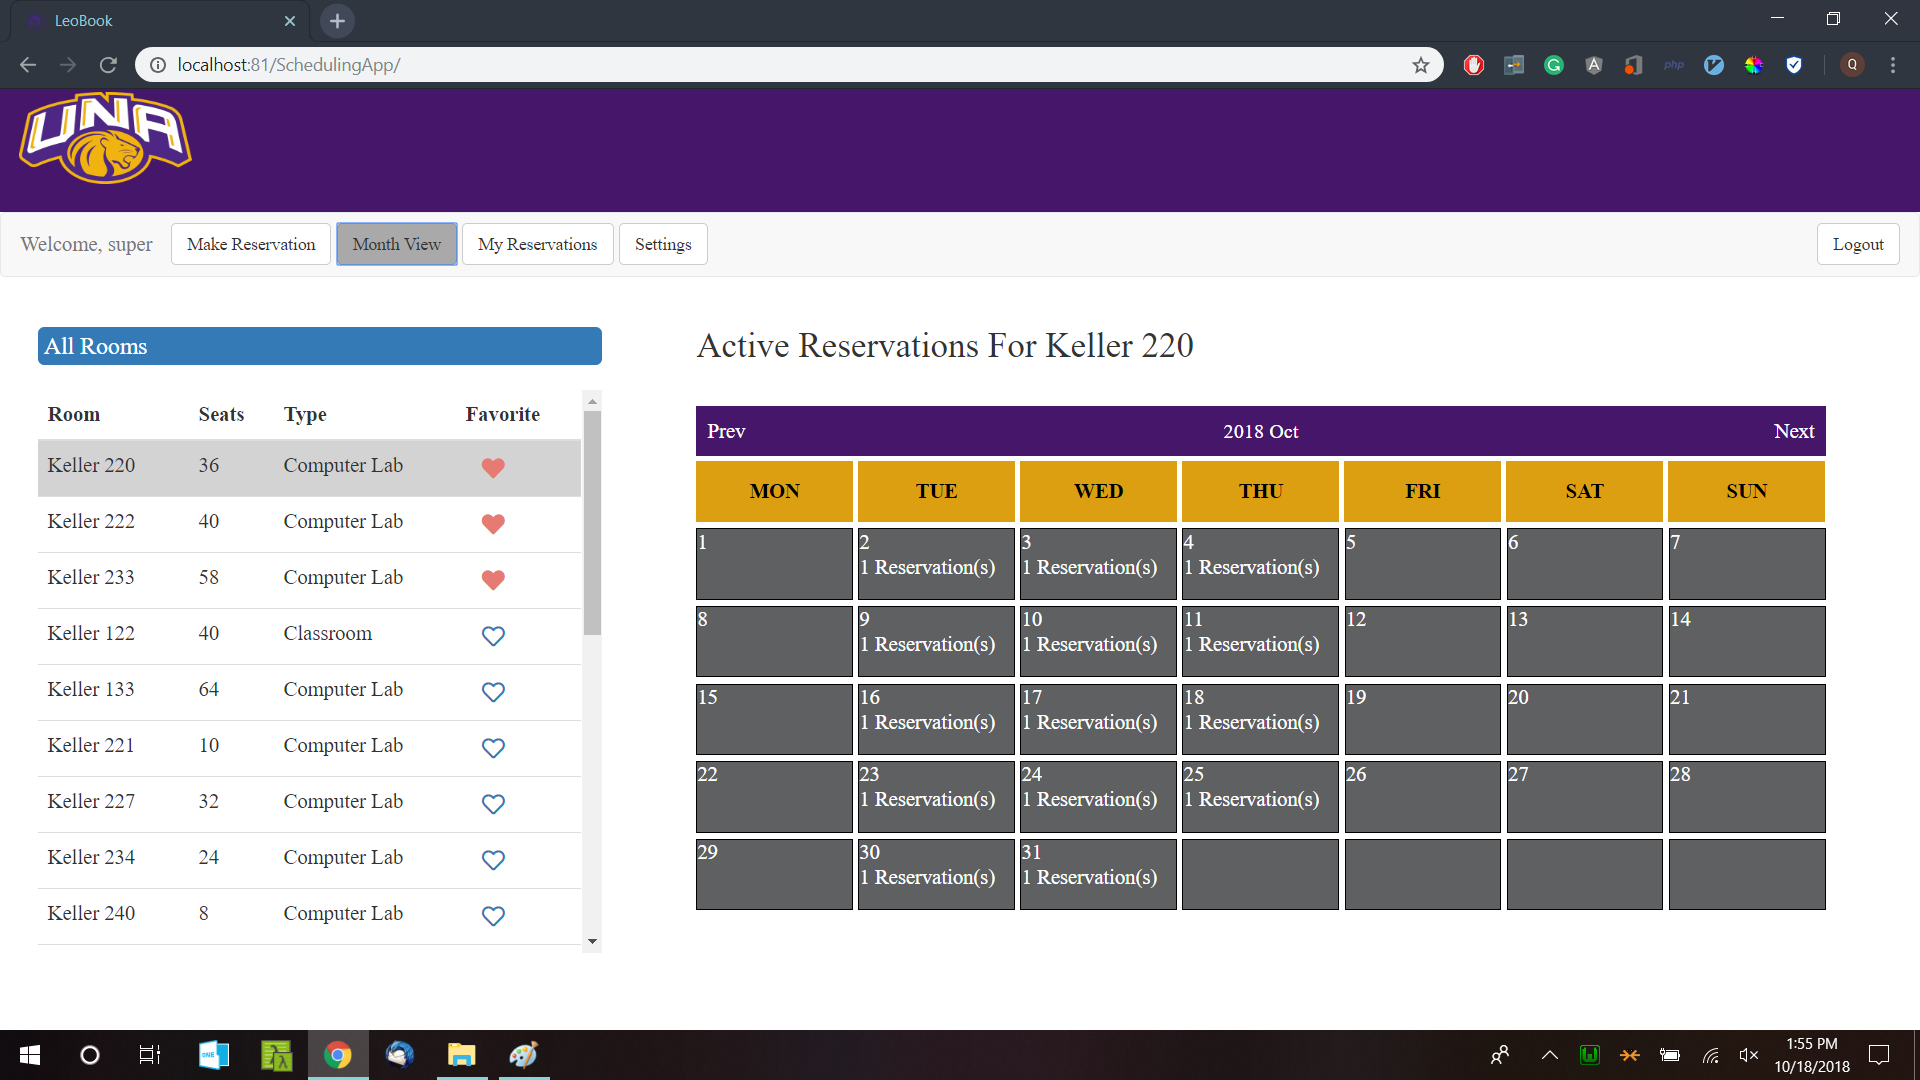 LeoBook
localhost:81/SchedulingApp/
php
Q
UNA
Welcome, super
Make Reservation
Month View
My Reservations
Settings
Logout
All Rooms
Room Seats Type Favorite
Keller 220 36 Computer Lab
Keller 222 40 Computer Lab
Keller 233 58 Computer Lab
Keller 122 40 Classroom
Keller 133 64 Computer Lab
Keller 221 10 Computer Lab
Keller 227 32 Computer Lab
Keller 234 24 Computer Lab
Keller 240 8 Computer Lab
Active Reservations For Keller 220
Prev 2018 Oct Next
MON TUE WED THU FRI SAT SUN
1 2 3 4 5 6 7
1 Reservation(s) 1 Reservation(s) 1 Reservation(s)
8 9 10 11 12 13 14
1 Reservation(s) 1 Reservation(s) 1 Reservation(s)
15 16 17 18 19 20 21
1 Reservation(s) 1 Reservation(s) 1 Reservation(s)
22 23 24 25 26 27 28
1 Reservation(s) 1 Reservation(s) 1 Reservation(s)
29 30 31
1 Reservation(s) 1 Reservation(s)
1:55 PM
10/18/2018